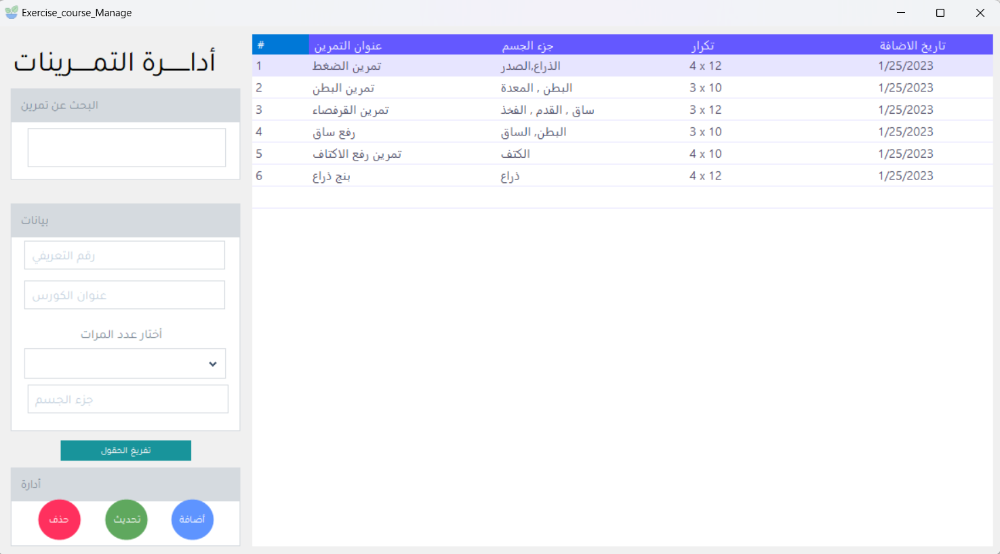 Exercise_course_Manage
أدارة التمرينات
البحث عن تمرين
بيانات
رقم التعريفي
عنوان الكورس
أختار عدد المرات
جزء الجسم
تفريغ الحقول
أدارة
حذف تحديث أضافة
# عنوان التمرين جزء الجسم تكرار تاريخ الاضافة
1 تمرين الضغط الذراع,الصدر 4 x 12 1/25/2023
2 تمرين البطن البطن , المعدة 3 x 10 1/25/2023
3 تمرين القرفصاء ساق , القدم , الفخذ 3 x 12 1/25/2023
4 رفع ساق البطن, الساق 3 x 10 1/25/2023
5 تمرين رفع الاكتاف الكتف 4 x 10 1/25/2023
6 بنج ذراع ذراع 4 x 12 1/25/2023